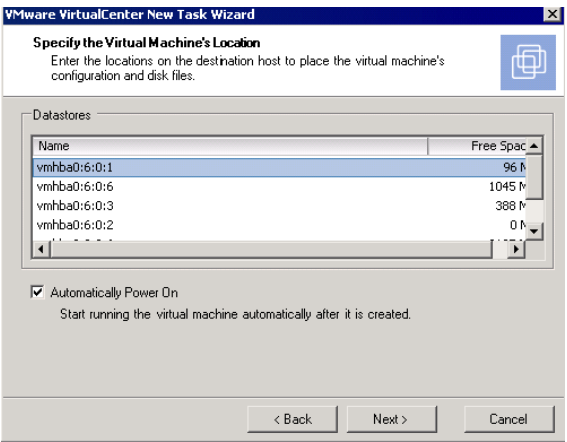 VMware VirtualCenter New Task Wizard
Specify the Virtual Machine's Location
Enter the locations on the destination host to place the virtual machine's
configuration and disk files.
Datastores
Name Free Spac
vmhba0:6:0:1 96 M
vmhba0:6:0:6 1045 M
vmhba0:6:0:3 388 M
vmhba0:6:0:2 0 M
Automatically Power On
Start running the virtual machine automatically after it is created.
< Back Next > Cancel